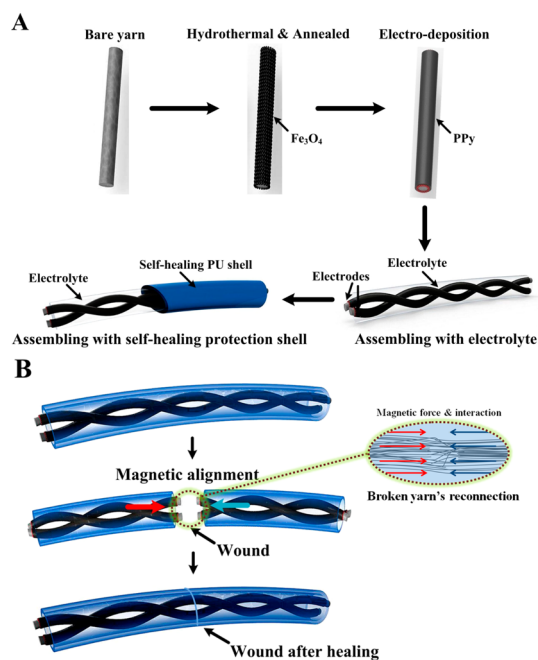 A
Bare yarn
Hydrothermal & Annealed
Electro-deposition
Fe₃O₄
PPy
Self-healing PU shell
Electrolyte
Electrodes
Electrolyte
Assembling with self-healing protection shell
Assembling with electrolyte
B
Magnetic force & interaction
Magnetic alignment
Broken yarn's reconnection
Wound
Wound after healing